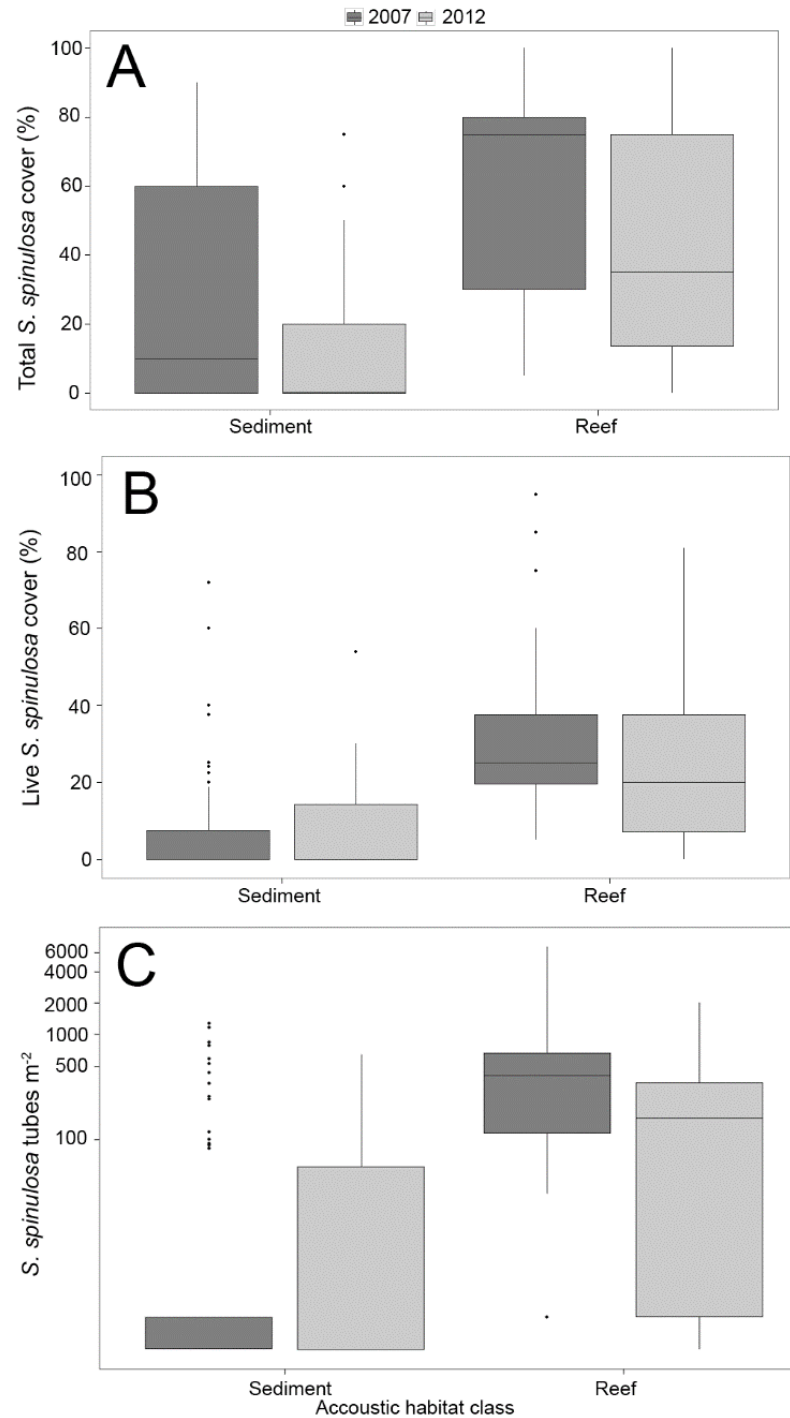 2007 2012
A
Total S. spinulosa cover (%)
100
80
60
40
20
0
Sediment Reef
B
Live S. spinulosa cover (%)
100
80
60
40
20
0
Sediment Reef
C
S. spinulosa tubes m⁻²
6000
4000
2000
1000
500
100
Sediment Reef
Accoustic habitat class